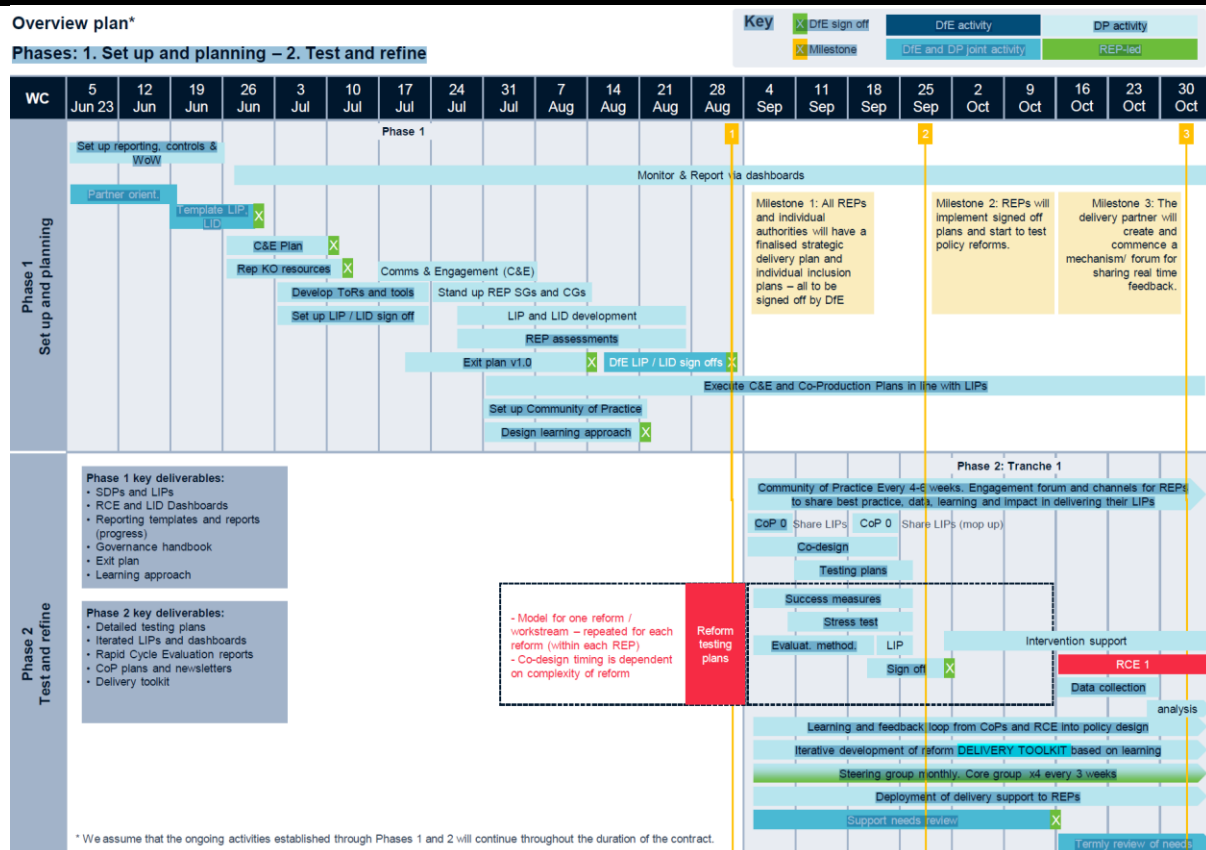 Overview plan*
Phases: 1. Set up and planning – 2. Test and refine
Key
X DfE sign off
DfE activity
DP activity
X Milestone
DfE and DP joint activity
REP-led
WC
5 Jun 23
12 Jun
19 Jun
26 Jun
3 Jul
10 Jul
17 Jul
24 Jul
31 Jul
7 Aug
14 Aug
21 Aug
28 Aug
4 Sep
11 Sep
18 Sep
25 Sep
2 Oct
9 Oct
16 Oct
23 Oct
30 Oct
Phase 1
Set up and planning
Phase 1
1
2
3
Set up reporting, controls &
WoW
Monitor & Report via dashboards
Partner orient.
Template LIP,
LID
X
C&E Plan
X
Rep KO resources
X
Comms & Engagement (C&E)
Develop ToRs and tools
Stand up REP SGs and CGs
Set up LIP / LID sign off
LIP and LID development
REP assessments
Exit plan v1.0
X
DfE LIP / LID sign offs
X
Execute C&E and Co-Production Plans in line with LIPs
Set up Community of Practice
Design learning approach
X
Milestone 1: All REPs
and individual
authorities will have a
finalised strategic
delivery plan and
individual inclusion
plans – all to be
signed off by DfE
Milestone 2: REPs will
implement signed off
plans and start to test
policy reforms.
Milestone 3: The
delivery partner will
create and
commence a
mechanism/ forum for
sharing real time
feedback.
Phase 2
Test and refine
Phase 1 key deliverables:
• SDPs and LIPs
• RCE and LID Dashboards
• Reporting templates and reports
(progress)
• Governance handbook
• Exit plan
• Learning approach
Phase 2 key deliverables:
• Detailed testing plans
• Iterated LIPs and dashboards
• Rapid Cycle Evaluation reports
• CoP plans and newsletters
• Delivery toolkit
Phase 2: Tranche 1
Community of Practice Every 4-6 weeks. Engagement forum and channels for REPs
to share best practice, data, learning and impact in delivering their LIPs
CoP 0
Share LIPs
CoP 0
Share LIPs (mop up)
Co-design
Testing plans
- Model for one reform /
workstream – repeated for each
reform (within each REP)
- Co-design timing is dependent
on complexity of reform
Reform
testing
plans
Success measures
Stress test
Evaluat. method.
LIP
Intervention support
Sign off
X
RCE 1
Data collection
analysis
Learning and feedback loop from CoPs and RCE into policy design
Iterative development of reform DELIVERY TOOLKIT based on learning
Steering group monthly. Core group x4 every 3 weeks
Deployment of delivery support to REPs
Support needs review
X
Termly review of needs
* We assume that the ongoing activities established through Phases 1 and 2 will continue throughout the duration of the contract.